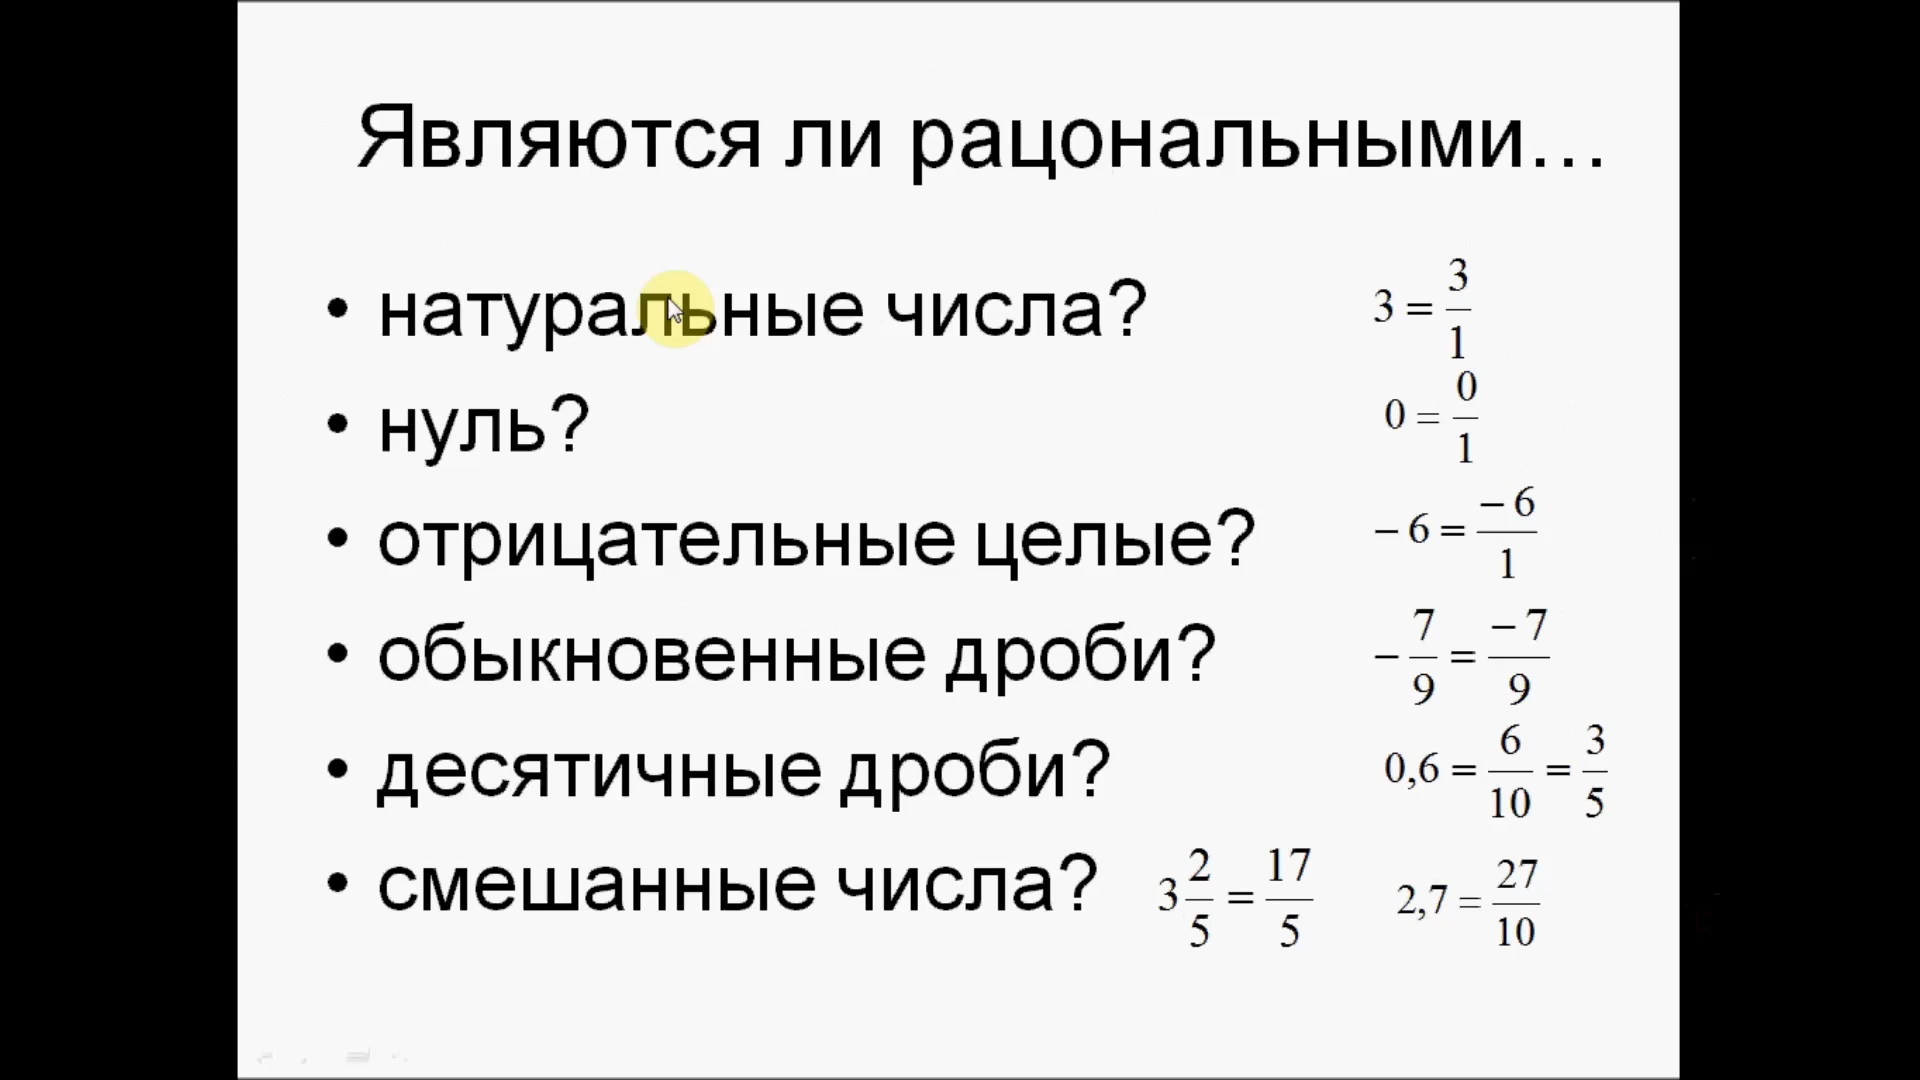 Являются ли рацональными...
• натуральные числа? 3 = 3/1
• нуль? 0 = 0/1
• отрицательные целые? – 6 = – 6/1
• обыкновенные дроби? – 7/9 = – 7/9
• десятичные дроби? 0,6 = 6/10 = 3/5
• смешанные числа? 3 2/5 = 17/5 2,7 = 27/10